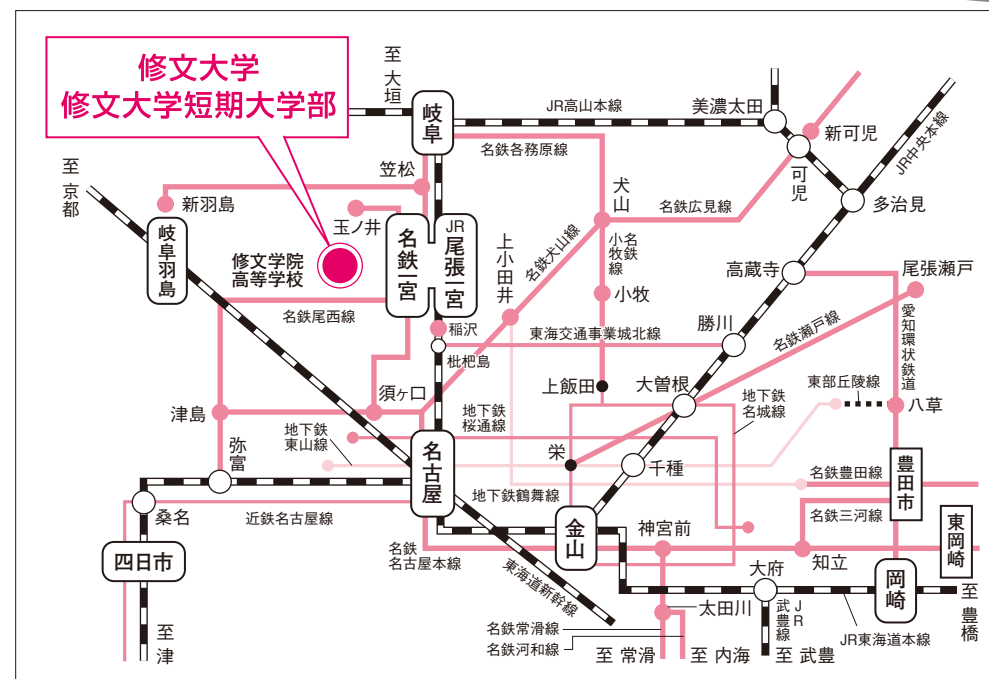 修文大学
修文大学短期大学部
至 大垣
岐阜
JR高山本線
美濃太田
新可児
JR中央本線
名鉄各務原線
可児
至 京都
笠松
新羽島
玉ノ井
犬山
名鉄広見線
多治見
岐阜羽島
修文学院
高等学校
名鉄一宮
JR
尾張一宮
上小田井
名鉄犬山線
名鉄
小牧線
高蔵寺
尾張瀬戸
小牧
名鉄尾西線
稲沢
東海交通事業城北線
勝川
名鉄瀬戸線
愛知環状鉄道
枇杷島
上飯田
大曽根
東部丘陵線
須ヶ口
津島
地下鉄
東山線
地下鉄
桜通線
地下鉄
名城線
八草
弥富
名古屋
栄
千種
名鉄豊田線
豊田市
桑名
近鉄名古屋線
地下鉄鶴舞線
金山
神宮前
名鉄三河線
東岡崎
四日市
名鉄
名古屋本線
東海道新幹線
知立
大府
岡崎
至 豊橋
太田川
JR
武豊線
JR東海道本線
至 津
名鉄常滑線
名鉄河和線
至 常滑
至 内海
至 武豊